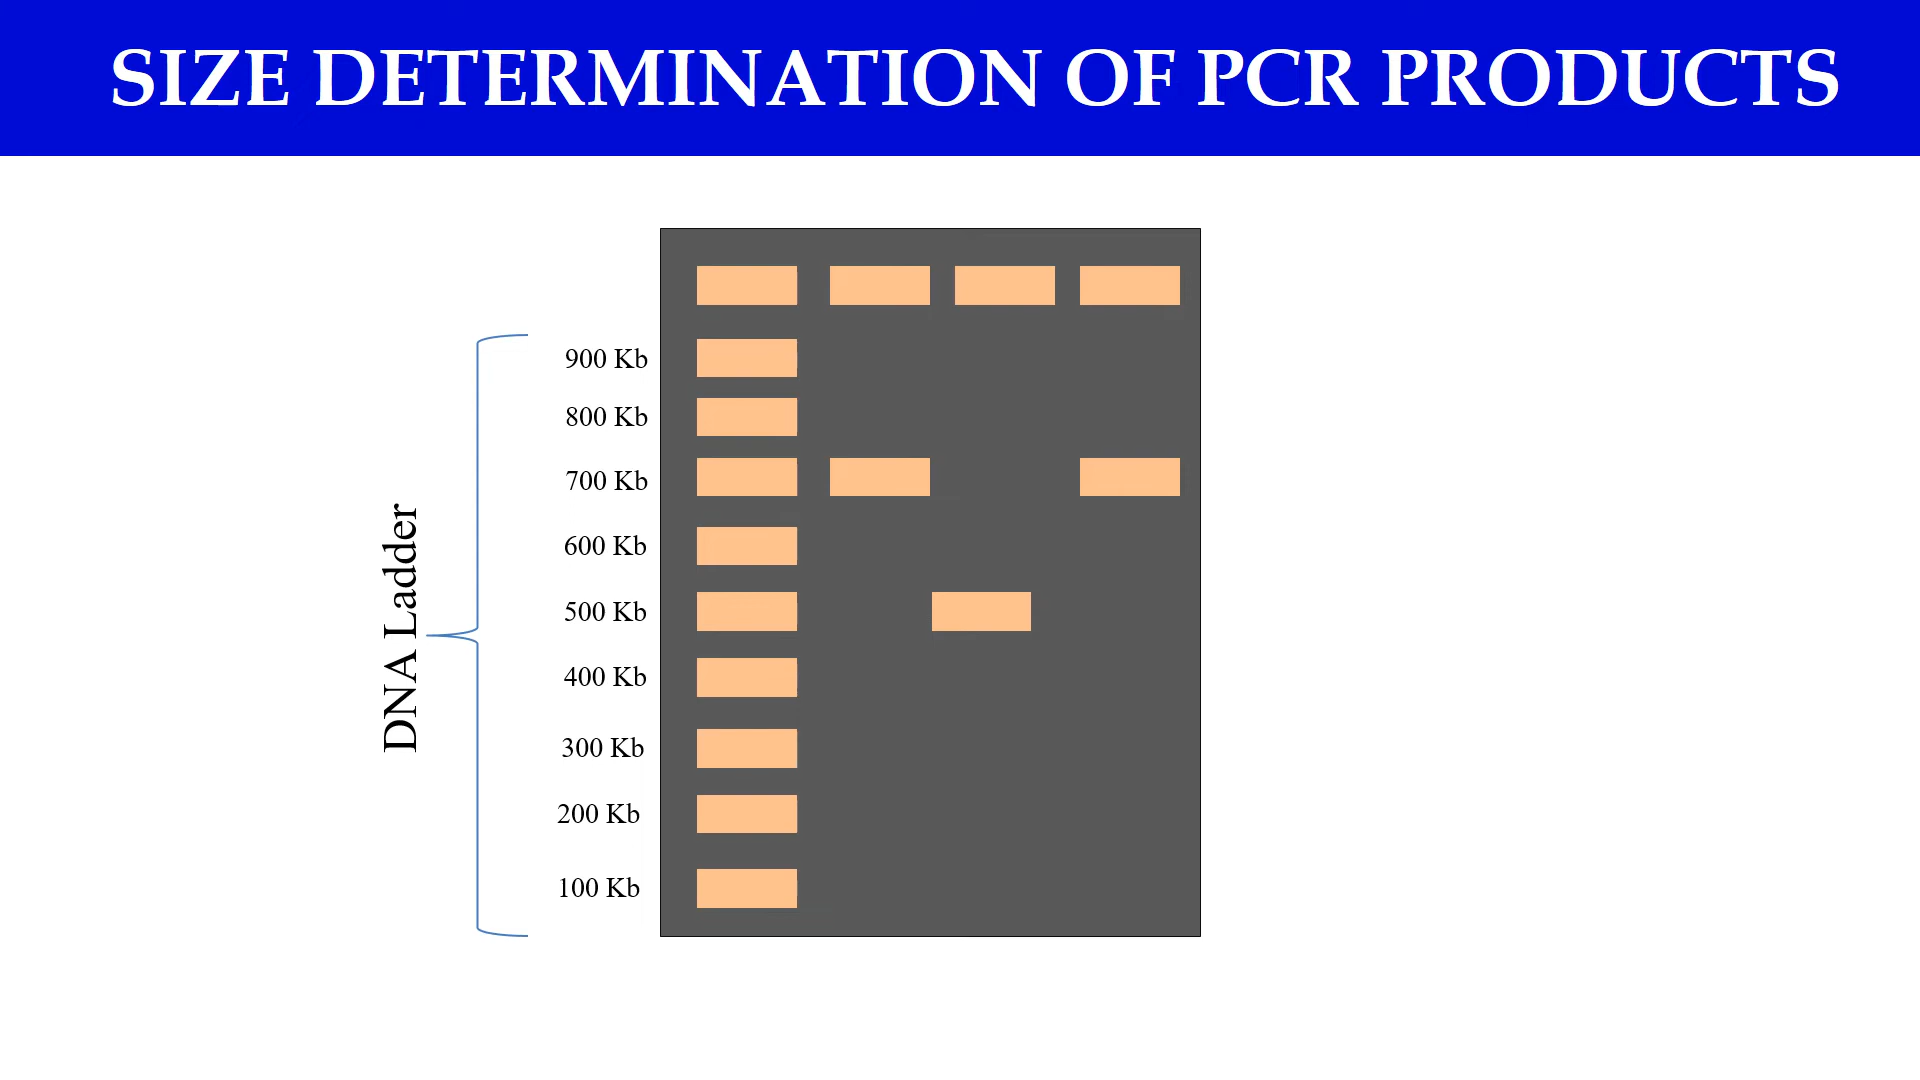 SIZE DETERMINATION OF PCR PRODUCTS
DNA Ladder
900 Kb
800 Kb
700 Kb
600 Kb
500 Kb
400 Kb
300 Kb
200 Kb
100 Kb